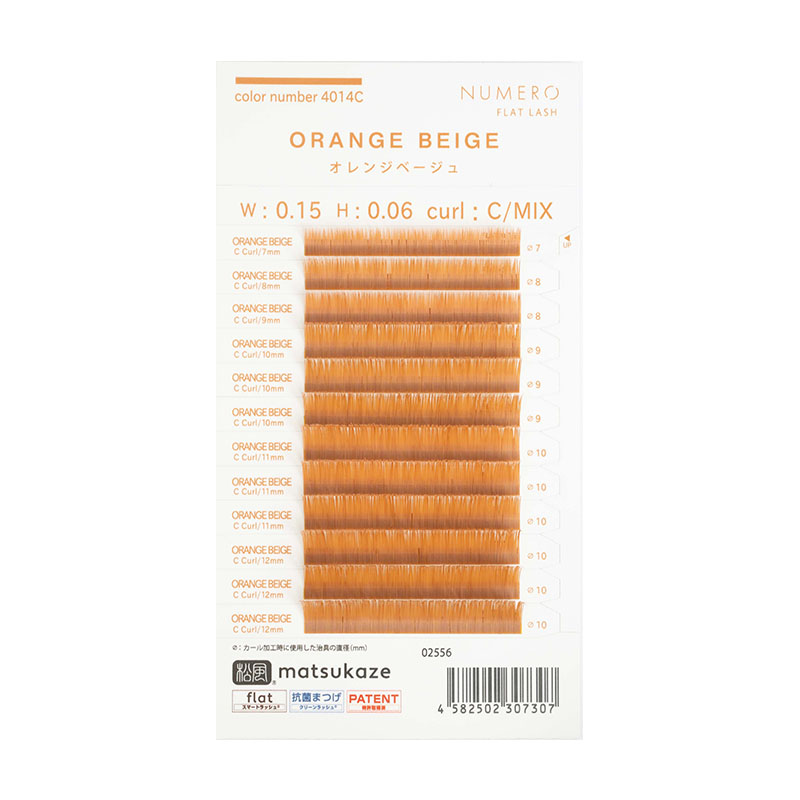 color number 4014C
NUMERO
FLAT LASH
ORANGE BEIGE
オレンジベージュ
W : 0.15 H : 0.06 curl : C/MIX
ORANGE BEIGE
C Curl/7mm
⌀7
UP
ORANGE BEIGE
C Curl/8mm
⌀8
ORANGE BEIGE
C Curl/9mm
⌀8
ORANGE BEIGE
C Curl/10mm
⌀9
ORANGE BEIGE
C Curl/10mm
⌀9
ORANGE BEIGE
C Curl/10mm
⌀9
ORANGE BEIGE
C Curl/11mm
⌀10
ORANGE BEIGE
C Curl/11mm
⌀10
ORANGE BEIGE
C Curl/11mm
⌀10
ORANGE BEIGE
C Curl/12mm
⌀10
ORANGE BEIGE
C Curl/12mm
⌀10
ORANGE BEIGE
C Curl/12mm
⌀10
⌀:カール加工時に使用した治具の直径(mm)
02556
松風® matsukaze
flat
スマートラッシュ®
抗菌まつげ
クリーンラッシュ®
PATENT
特許取得済
4 582502 307307